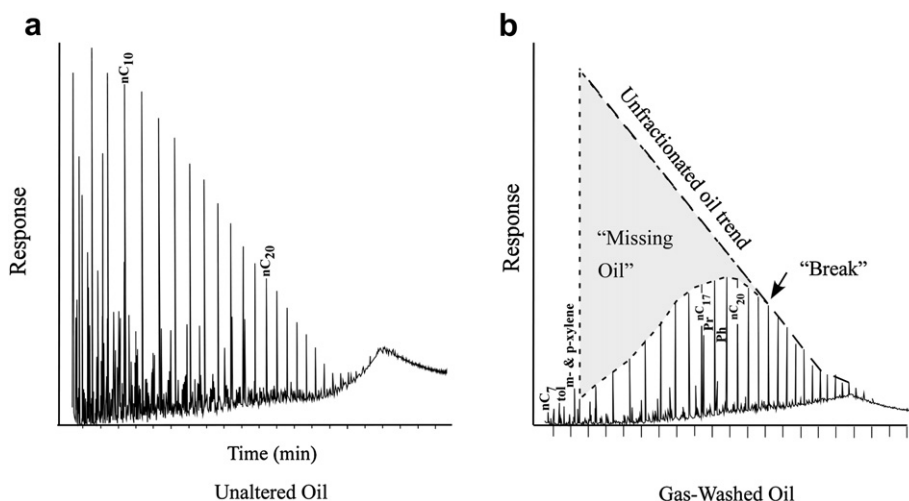 a
nC10
nC20
Response
Time (min)
Unaltered Oil
b
Unfractionated oil trend
“Missing
Oil”
“Break”
Response
nC7
tol
m- & p-xylene
nC17
Pr
Ph
nC20
Gas-Washed Oil